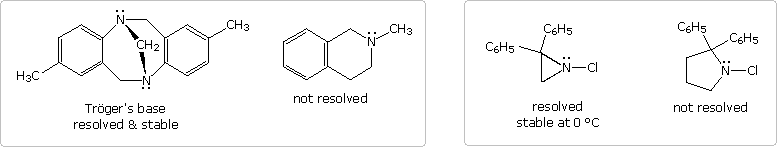 N
CH₂
CH₃
H₃C
N
Tröger's base
resolved & stable
N
CH₃
not resolved
C₆H₅
C₆H₅
N
Cl
resolved
stable at 0 ºC
C₆H₅
C₆H₅
N
Cl
not resolved